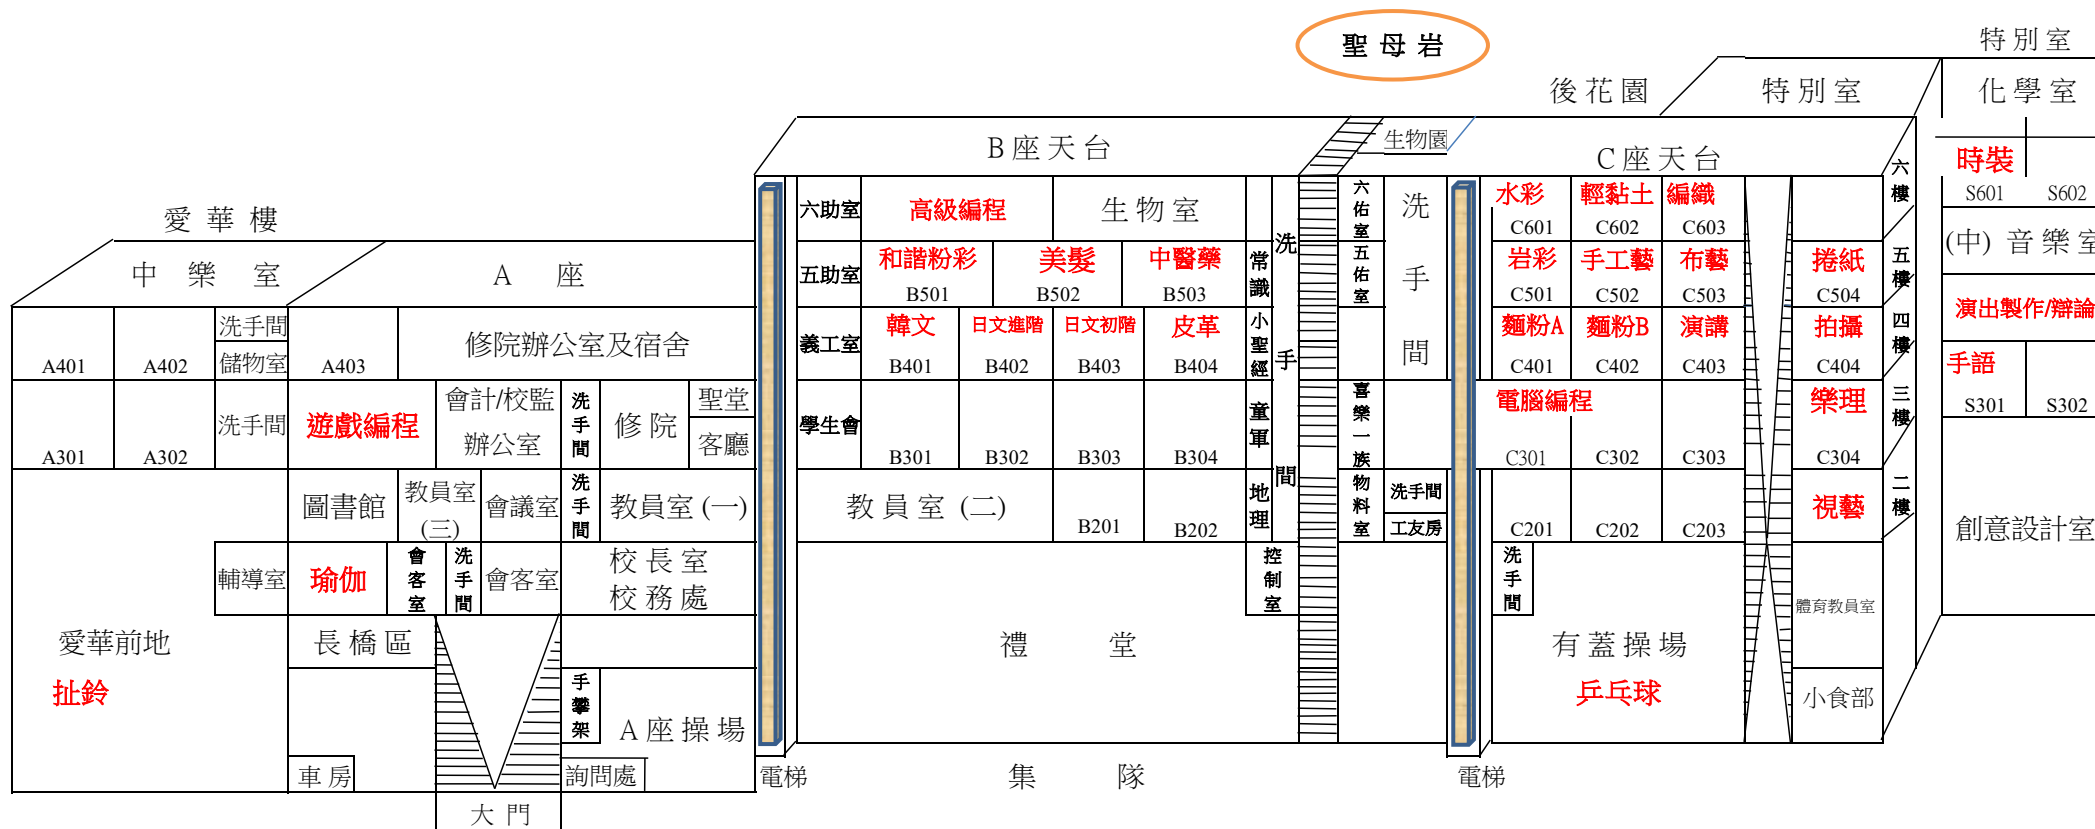 聖母岩
特別室
後花園
特別室
化學室
B座天台
生物園
C座天台
愛華樓
中樂室
A座
六助室
高級編程
生物室
洗手間
六佑室
洗手間
水彩
C601
輕黏土
C602
編織
C603
六樓
時裝
S601
S602
五助室
和諧粉彩
B501
美髮
B502
中醫藥
B503
常識
五佑室
岩彩
C501
手工藝
C502
布藝
C503
捲紙
C504
五樓
(中) 音樂室
A401
A402
洗手間
儲物室
A403
修院辦公室及宿舍
義工室
韓文
B401
日文進階
B402
日文初階
B403
皮革
B404
小聖經
麵粉A
C401
麵粉B
C402
演講
C403
拍攝
C404
四樓
演出製作/辯論
A301
A302
洗手間
遊戲編程
會計/校監
辦公室
洗手間
修院
聖堂
客廳
學生會
B301
B302
B303
B304
童軍
喜樂一族物料室
電腦編程
C301
C302
C303
樂理
C304
三樓
手語
S301
S302
圖書館
教員室
(三)
會議室
洗手間
教員室 (一)
教員室 (二)
B201
B202
地理
洗手間
工友房
C201
C202
C203
視藝
二樓
創意設計室
輔導室
瑜伽
會客室
洗手間
會客室
校長室
校務處
控制室
洗手間
體育教員室
愛華前地
扯鈴
長橋區
禮堂
有蓋操場
乒乓球
手攀架
A座操場
小食部
車房
詢問處
電梯
集隊
電梯
大門